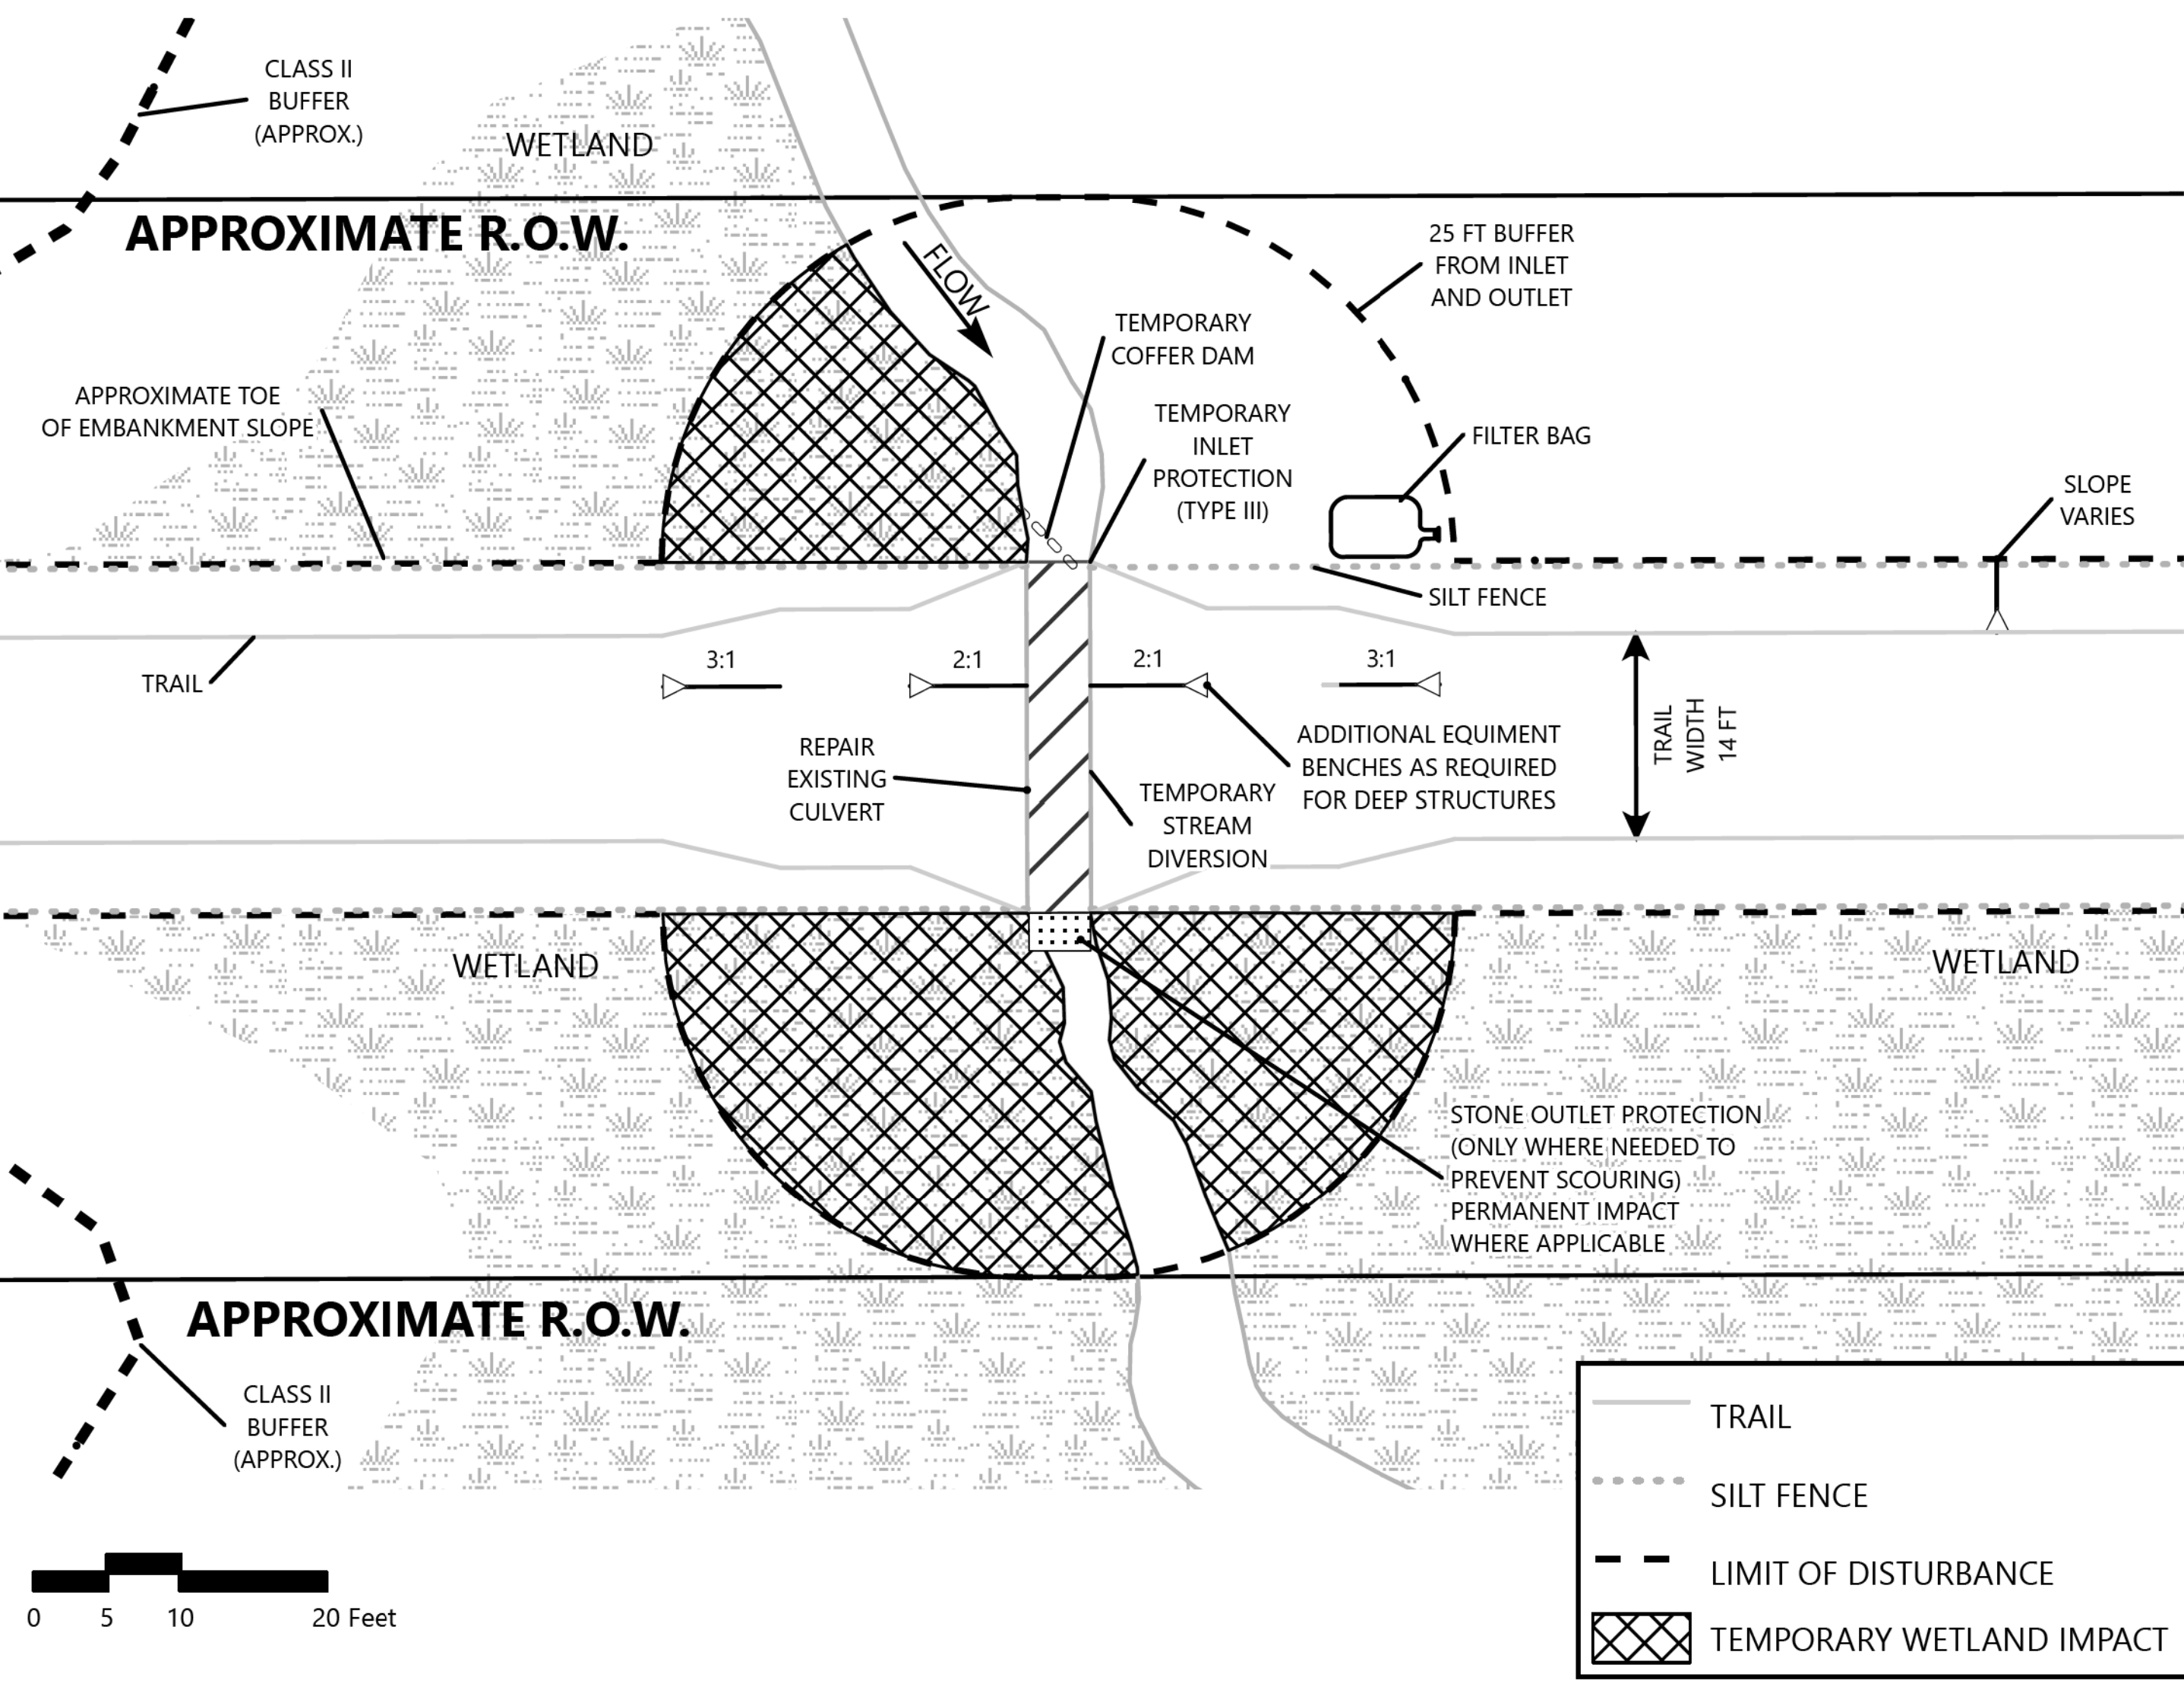 CLASS II
BUFFER
(APPROX.)
WETLAND
APPROXIMATE R.O.W.
FLOW
25 FT BUFFER
FROM INLET
AND OUTLET
TEMPORARY
COFFER DAM
APPROXIMATE TOE
OF EMBANKMENT SLOPE
TEMPORARY
INLET
PROTECTION
(TYPE III)
FILTER BAG
SLOPE
VARIES
SILT FENCE
TRAIL
3:1
2:1
2:1
3:1
TRAIL
WIDTH
14 FT
REPAIR
EXISTING
CULVERT
ADDITIONAL EQUIMENT
BENCHES AS REQUIRED
FOR DEEP STRUCTURES
TEMPORARY
STREAM
DIVERSION
WETLAND
WETLAND
STONE OUTLET PROTECTION
(ONLY WHERE NEEDED TO
PREVENT SCOURING)
PERMANENT IMPACT
WHERE APPLICABLE
APPROXIMATE R.O.W.
CLASS II
BUFFER
(APPROX.)
TRAIL
SILT FENCE
LIMIT OF DISTURBANCE
TEMPORARY WETLAND IMPACT
0 5 10 20 Feet